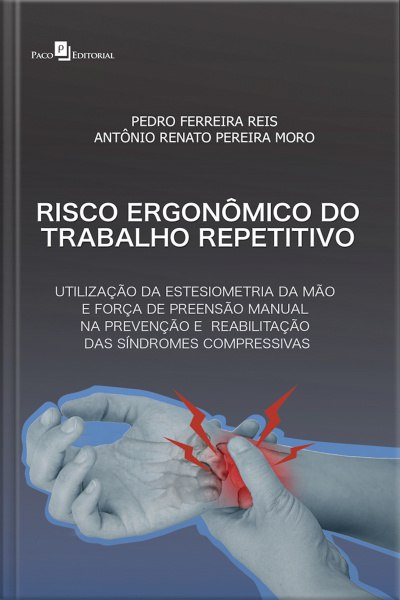 PACO EDITORIAL
PEDRO FERREIRA REIS
ANTÔNIO RENATO PEREIRA MORO
RISCO ERGONÔMICO DO
TRABALHO REPETITIVO
UTILIZAÇÃO DA ESTESIOMETRIA DA MÃO
E FORÇA DE PREENSÃO MANUAL
NA PREVENÇÃO E REABILITAÇÃO
DAS SÍNDROMES COMPRESSIVAS